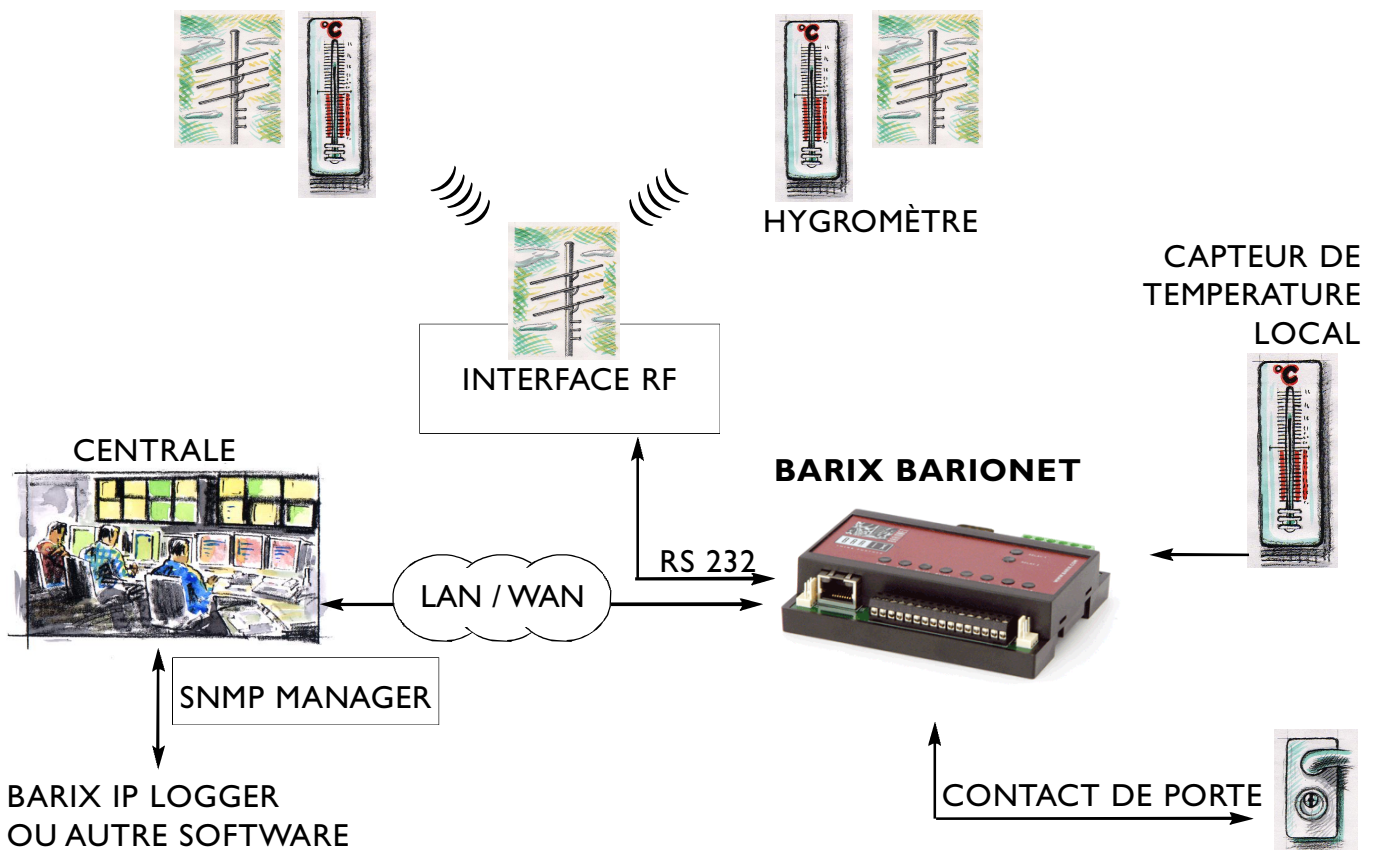 °C
°C
HYGROMÈTRE
CAPTEUR DE
TEMPERATURE
LOCAL
°C
INTERFACE RF
CENTRALE
BARIX BARIONET
RS 232
LAN / WAN
SNMP MANAGER
BARIX IP LOGGER
OU AUTRE SOFTWARE
CONTACT DE PORTE